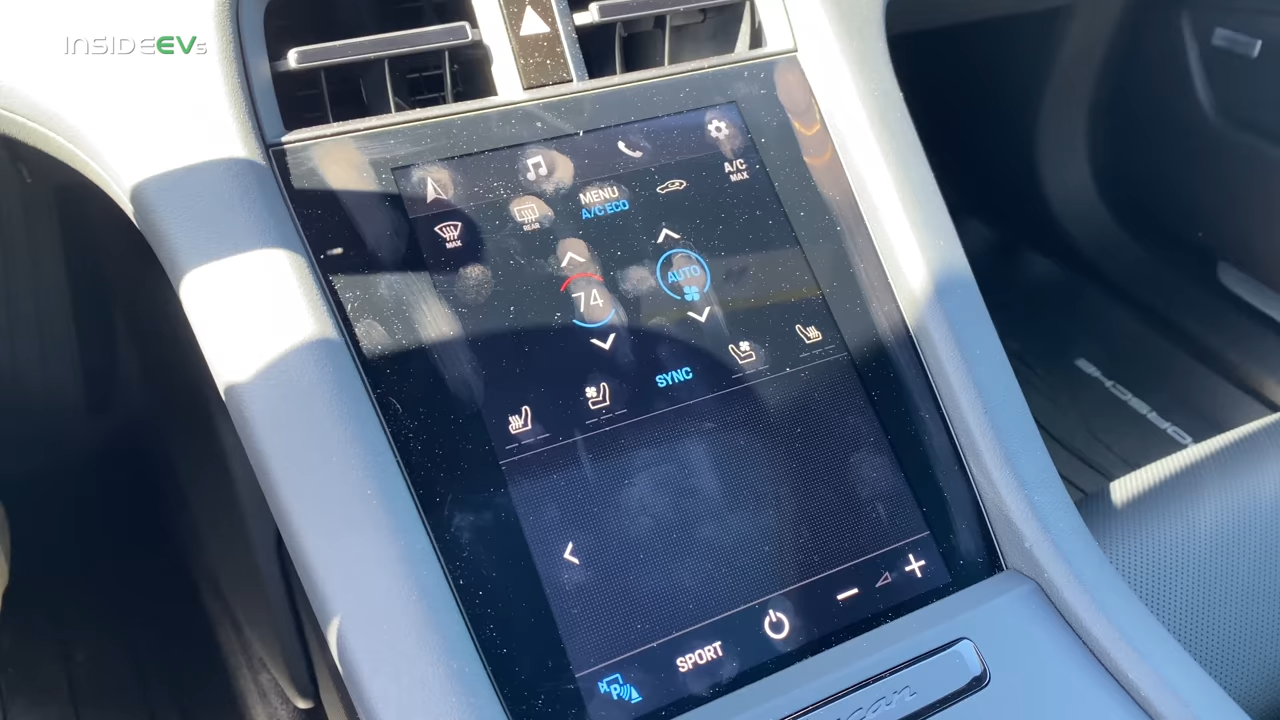 INSIDEEVs
A/C
MAX
MENU
A/C ECO
REAR
MAX
AUTO
74
SYNC
PORSCHE
SPORT
P